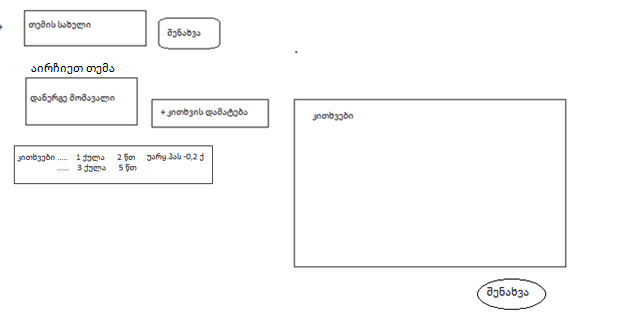 +
თემის სახელი
შენახვა
აირჩიეთ თემა
დანერგე მომავალი
+ კითხვის დამატება
კითხვები
კითხვები ..... 1 ქულა 2 წთ უარყ.პას -0,2 ქ
...... 3 ქულა 5 წთ
შენახვა